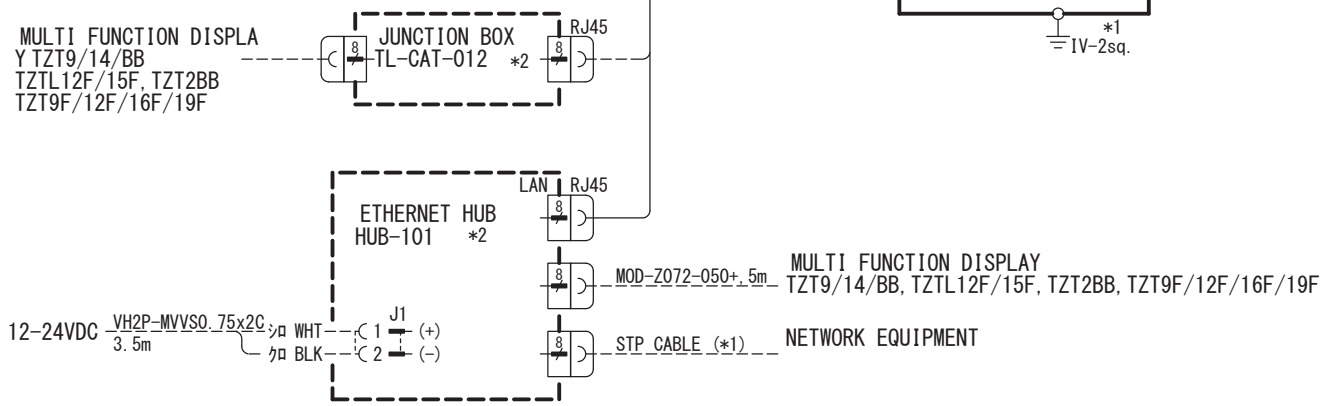 *1
IV-2sq.
MULTI FUNCTION DISPLA
Y TZT9/14/BB
TZTL12F/15F, TZT2BB
TZT9F/12F/16F/19F
8
JUNCTION BOX
TL-CAT-012 *2
8
RJ45
LAN RJ45
8
ETHERNET HUB
HUB-101 *2
8
MOD-Z072-050+, 5m
MULTI FUNCTION DISPLAY
TZT9/14/BB, TZTL12F/15F, TZT2BB, TZT9F/12F/16F/19F
12-24VDC
VH2P-MVVS0.75x2C
3.5m
シロ WHT
クロ BLK
J1
1 (+)
2 (-)
8
STP CABLE (*1)
NETWORK EQUIPMENT